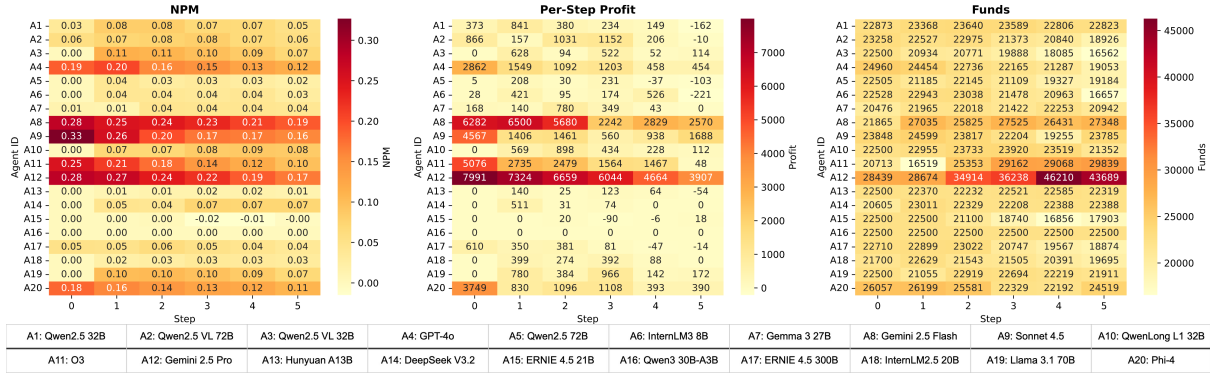 NPM Per-Step Profit Funds
A1 0.03 0.08 0.08 0.07 0.05 0.05 373 841 380 234 149 -162 A1 22873 23368 23640 23589 22806 22823
A2 0.06 0.07 0.08 0.08 0.07 0.06 866 157 1031 1152 206 -10 A2 23258 22527 22975 21373 20840 18926
A3 0.00 0.11 0.11 0.10 0.09 0.07 0 628 94 522 52 114 A3 22500 20934 20771 19888 18085 16562
A4 0.19 0.20 0.16 0.15 0.13 0.12 2862 1549 1092 1203 458 454 A4 24960 24454 22736 22165 21287 19053
A5 0.00 0.04 0.03 0.03 0.03 0.02 5 208 30 231 -37 -103 A5 22505 21185 22145 21109 19327 19184
A6 0.00 0.04 0.03 0.04 0.04 0.03 28 421 95 174 526 -221 A6 22528 22943 23038 21478 20963 16657
A7 0.01 0.01 0.04 0.04 0.04 0.03 168 140 780 349 43 0 A7 20476 21965 22018 21422 22253 20942
A8 0.28 0.25 0.24 0.23 0.21 0.19 6282 6500 5680 2242 2829 2570 A8 21865 27035 25825 27525 26431 27348
A9 0.33 0.26 0.20 0.17 0.17 0.16 4567 1406 1461 560 938 1688 A9 23848 24599 23817 22204 19255 23785
A10 0.00 0.07 0.07 0.08 0.09 0.08 0 569 898 434 228 112 A10 22500 22559 22733 23920 23519 21352
A11 0.25 0.21 0.18 0.14 0.12 0.10 5076 2735 2479 1564 1467 48 A11 20713 16519 25353 29162 29068 29839
A12 0.28 0.27 0.24 0.22 0.19 0.17 7991 7324 6659 6044 4664 3907 A12 28439 28674 34914 36238 46210 43689
A13 0.00 0.01 0.01 0.02 0.02 0.01 0 140 25 123 64 -54 A13 22500 22370 22232 22521 22585 22319
A14 0.00 0.05 0.04 0.07 0.07 0.07 0 511 31 74 0 0 A14 20605 23011 22329 22208 22388 22388
A15 0.00 0.00 0.00 -0.02 -0.01 -0.00 0 0 20 -90 -6 18 A15 22500 22500 21100 18740 16856 17903
A16 0.00 0.00 0.00 0.00 0.00 0.00 0 0 0 0 0 0 A16 22500 22500 22500 22500 22500 22500
A17 0.05 0.05 0.06 0.05 0.04 0.04 610 350 381 81 -47 -14 A17 22710 22899 23022 20747 19567 18874
A18 0.00 0.02 0.03 0.04 0.04 0.03 0 399 274 392 88 0 A18 21700 22629 21543 21505 20391 19695
A19 0.00 0.10 0.10 0.10 0.09 0.07 0 780 384 966 142 172 A19 22500 21055 22919 22694 22219 21911
A20 0.18 0.16 0.14 0.13 0.12 0.11 3749 830 1096 1108 393 390 A20 26057 26199 25581 22329 22192 24519
0 1 2 3 4 5 0 1 2 3 4 5 0 1 2 3 4 5
Step Step Step
Agent ID
0.30
0.25
0.20
0.15
0.10
0.05
0.00
NPM
Agent ID
7000
6000
5000
4000
3000
2000
1000
0
Profit
Agent ID
45000
40000
35000
30000
25000
20000
Funds
A1: Qwen2.5 32B A2: Qwen2.5 VL 72B A3: Qwen2.5 VL 32B A4: GPT-4o A5: Qwen2.5 72B A6: InternLM3 8B A7: Gemma 3 27B A8: Gemini 2.5 Flash A9: Sonnet 4.5 A10: QwenLong L1 32B
A11: O3 A12: Gemini 2.5 Pro A13: Hunyuan A13B A14: DeepSeek V3.2 A15: ERNIE 4.5 21B A16: Qwen3 30B-A3B A17: ERNIE 4.5 300B A18: InternLM2.5 20B A19: Llama 3.1 70B A20: Phi-4